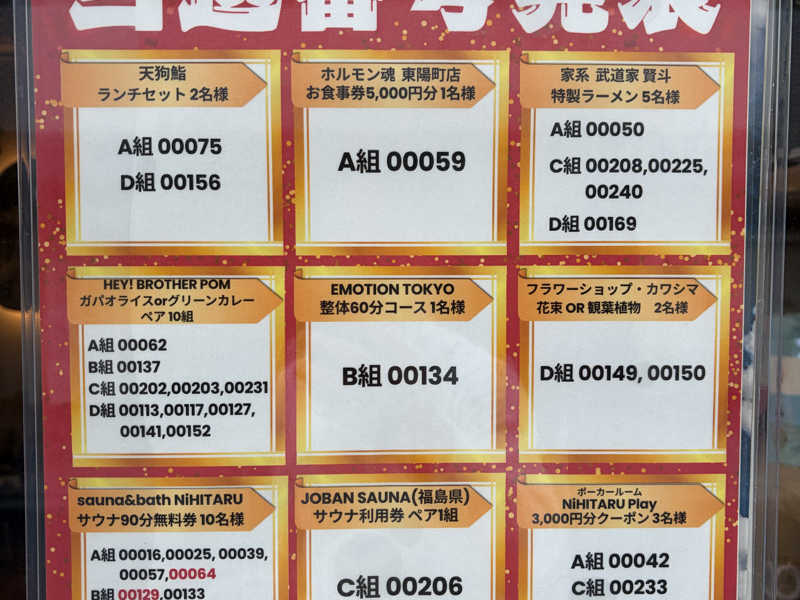 当選番号発表
天狗鮨
ランチセット 2名様
A組 00075
D組 00156
ホルモン魂 東陽町店
お食事券5,000円分 1名様
A組 00059
家系 武道家 賢斗
特製ラーメン 5名様
A組 00050
C組 00208,00225,
00240
D組 00169
HEY! BROTHER POM
ガパオライスorグリーンカレー
ペア 10組
A組 00062
B組 00137
C組 00202,00203,00231
D組 00113,00117,00127,
00141,00152
EMOTION TOKYO
整体60分コース 1名様
B組 00134
フラワーショップ・カワシマ
花束 OR 観葉植物 2名様
D組 00149, 00150
sauna&bath NiHITARU
サウナ90分無料券 10名様
A組 00016,00025, 00039,
00057,00064
B組 00129,00133
JOBAN SAUNA(福島県)
サウナ利用券 ペア1組
C組 00206
ポーカールーム
NiHITARU Play
3,000円分クーポン 3名様
A組 00042
C組 00233